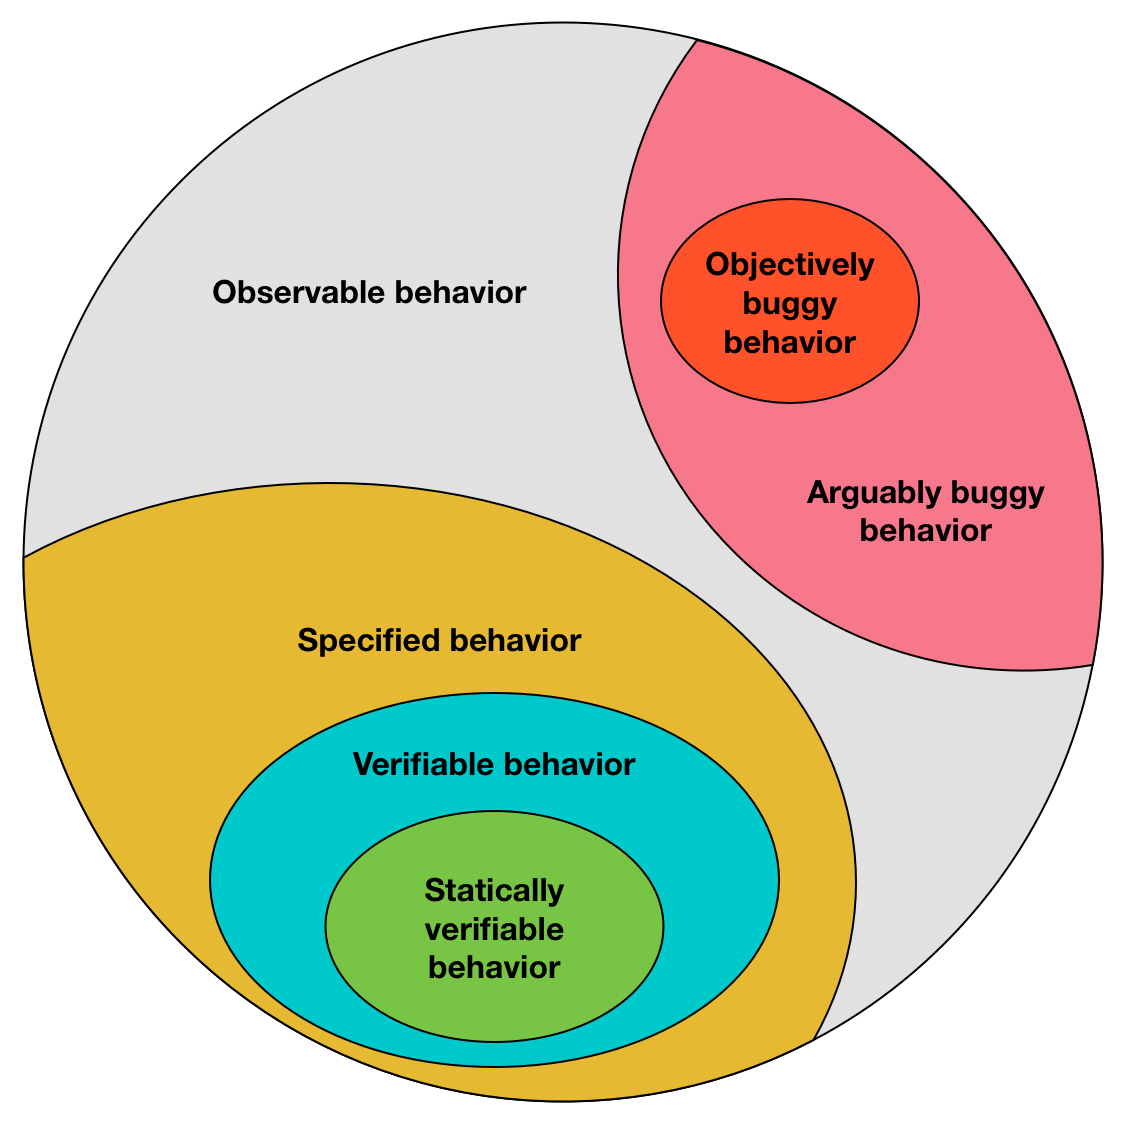 Objectively
buggy
behavior
Observable behavior
Arguably buggy
behavior
Specified behavior
Verifiable behavior
Statically
verifiable
behavior